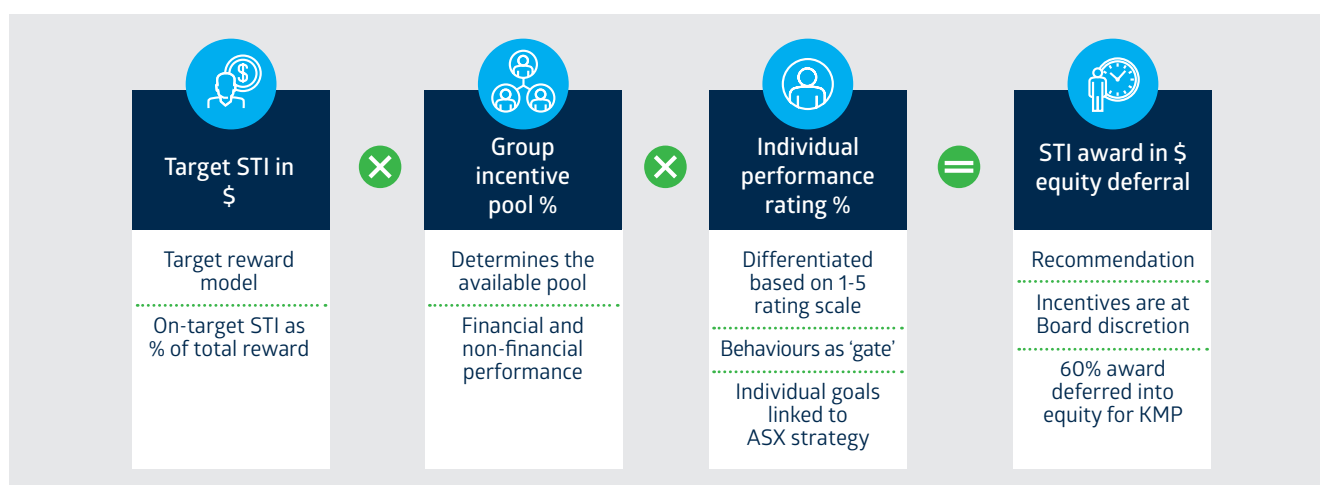 Target STI in
$
Target reward
model
On-target STI as
% of total reward
Group
incentive
pool %
Determines the
available pool
Financial and
non-financial
performance
Individual
performance
rating %
Differentiated
based on 1-5
rating scale
Behaviours as ‘gate’
Individual goals
linked to
ASX strategy
STI award in $
equity deferral
Recommendation
Incentives are at
Board discretion
60% award
deferred into
equity for KMP